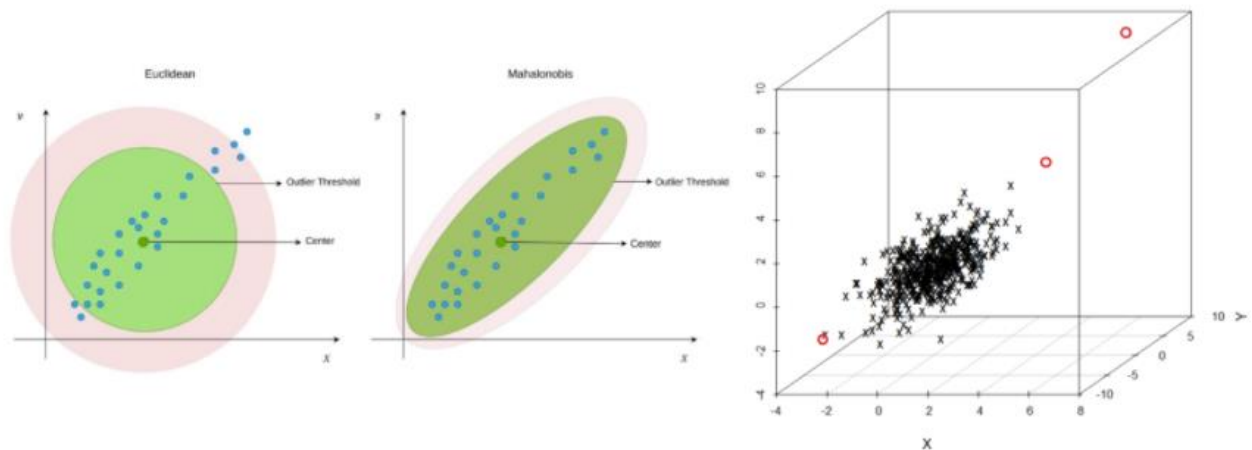 Euclidean
y
Outlier Threshold
Center
X
Mahalonobis
y
Outlier Threshold
Center
X
10
8
6
4
2
0
-2
-4
-4 -2 0 2 4 6 8
X
10
5
0
-5
-10
Y